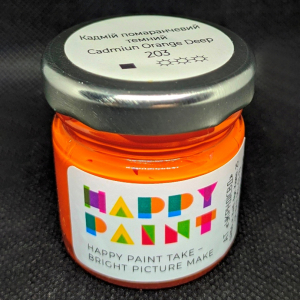 Кадмій помаранчевий
темний
Cadmiun Orange Deep
203
HAPPY
PAINT
HAPPY PAINT TAKE –
BRIGHT PICTURE MAKE